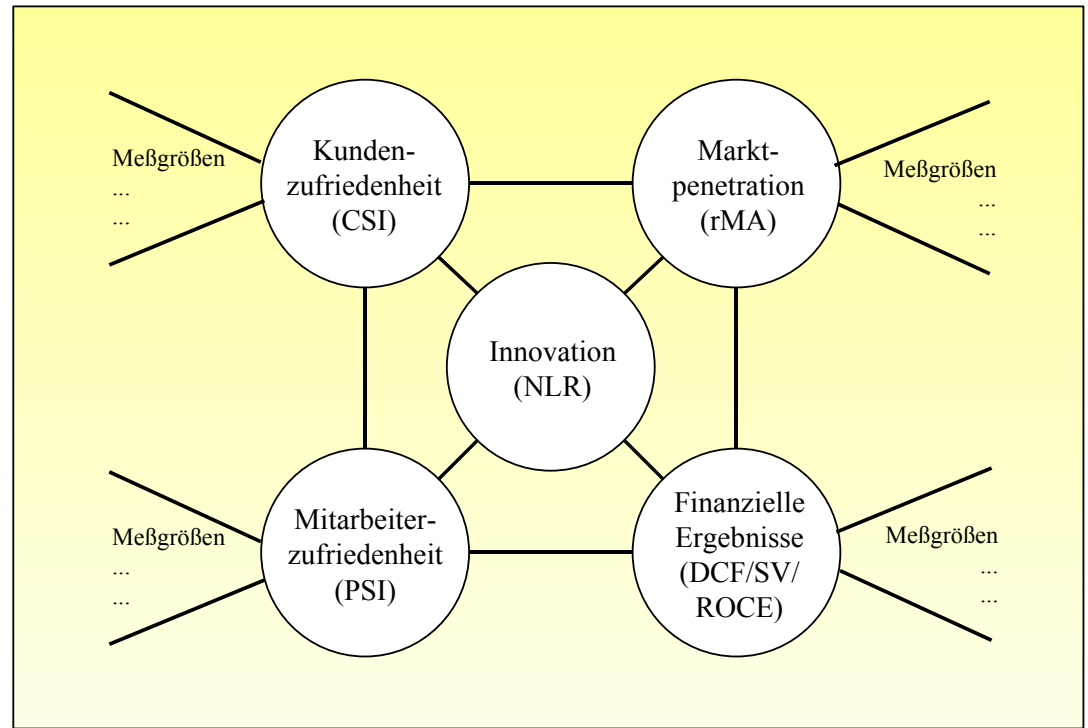 Kunden-
zufriedenheit
(CSI)
Markt-
penetration
(rMA)
Meßgrößen
...
...
Meßgrößen
...
...
Innovation
(NLR)
Mitarbeiter-
zufriedenheit
(PSI)
Finanzielle
Ergebnisse
(DCF/SV/
ROCE)
Meßgrößen
...
...
Meßgrößen
...
...